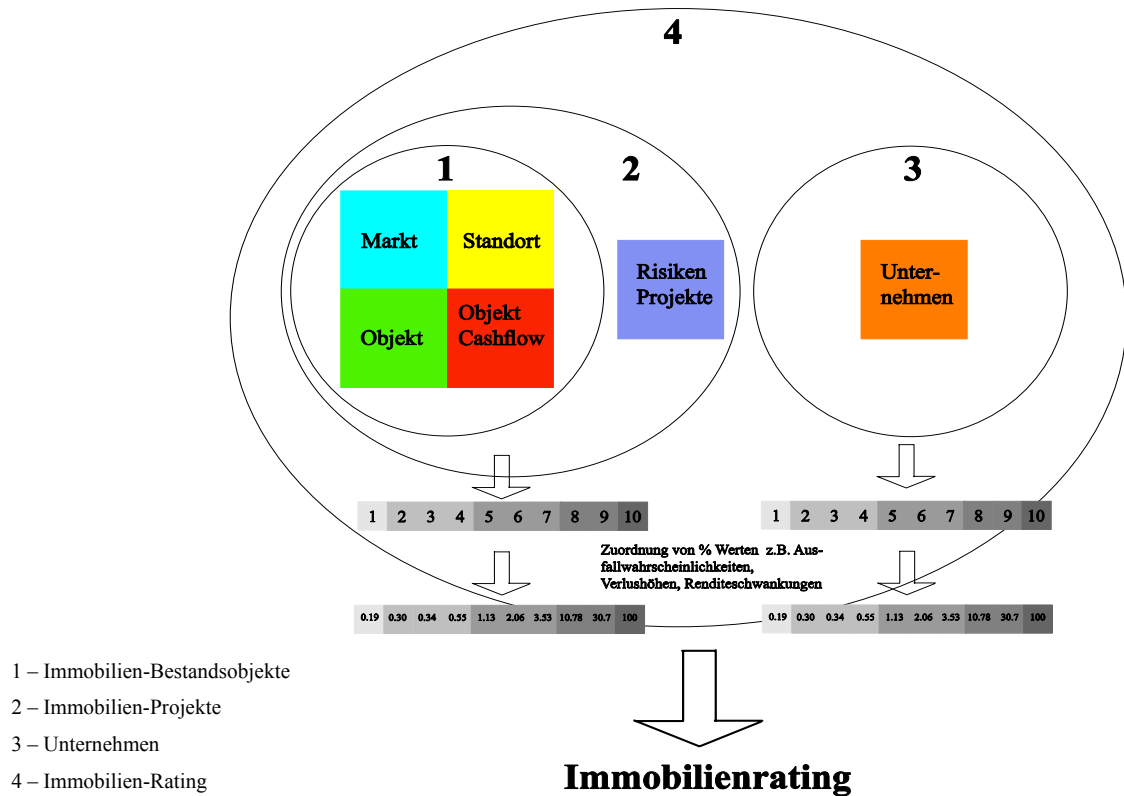 4
1
2
3
Markt
Standort
Objekt
Objekt
Cashflow
Risiken
Projekte
Unter-
nehmen
1 2 3 4 5 6 7 8 9 10
1 2 3 4 5 6 7 8 9 10
Zuordnung von % Werten z.B. Aus-
fallwahrscheinlichkeiten,
Verlushöhen, Renditeschwankungen
0.19 0.30 0.34 0.55 1.13 2.06 3.53 10.78 30.7 100
0.19 0.30 0.34 0.55 1.13 2.06 3.53 10.78 30.7 100
1 – Immobilien-Bestandsobjekte
2 – Immobilien-Projekte
3 – Unternehmen
4 – Immobilien-Rating
Immobilienrating